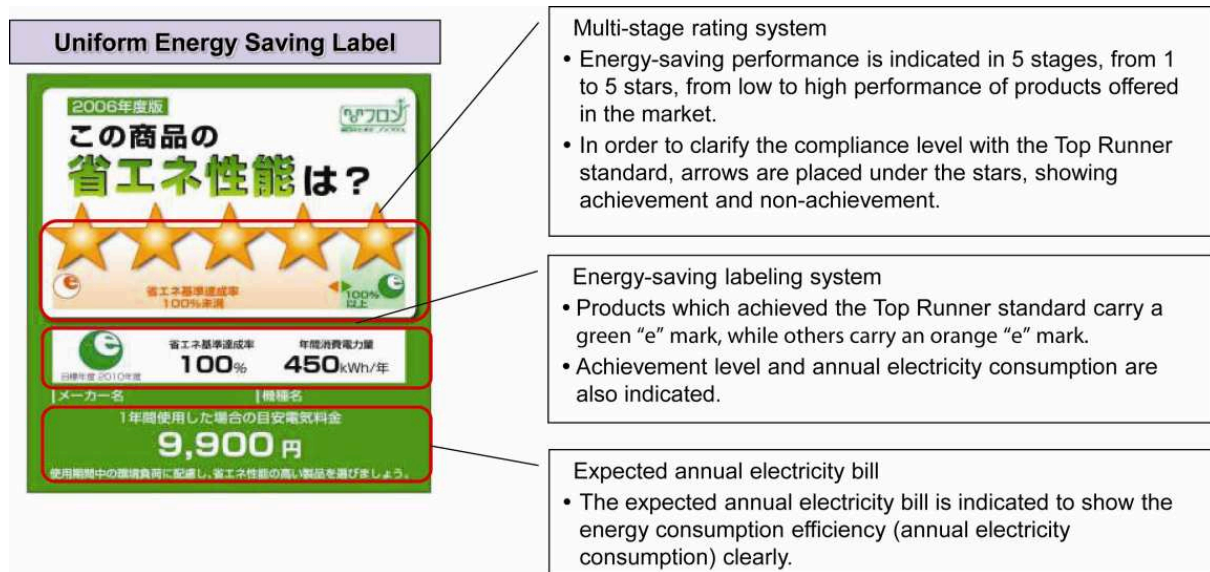 Uniform Energy Saving Label
2006年度版
この商品の
省エネ性能は？
省エネ基準達成率
100%未満
100%
以上
目標年度 2010年度
省エネ基準達成率
100%
年間消費電力量
450kWh/年
メーカー名
機種名
1年間使用した場合の目安電気料金
9,900円
使用期間中の環境負荷に配慮し、省エネ性能の高い製品を選びましょう。
Multi-stage rating system
• Energy-saving performance is indicated in 5 stages, from 1
to 5 stars, from low to high performance of products offered
in the market.
• In order to clarify the compliance level with the Top Runner
standard, arrows are placed under the stars, showing
achievement and non-achievement.
Energy-saving labeling system
• Products which achieved the Top Runner standard carry a
green “e” mark, while others carry an orange “e” mark.
• Achievement level and annual electricity consumption are
also indicated.
Expected annual electricity bill
• The expected annual electricity bill is indicated to show the
energy consumption efficiency (annual electricity
consumption) clearly.